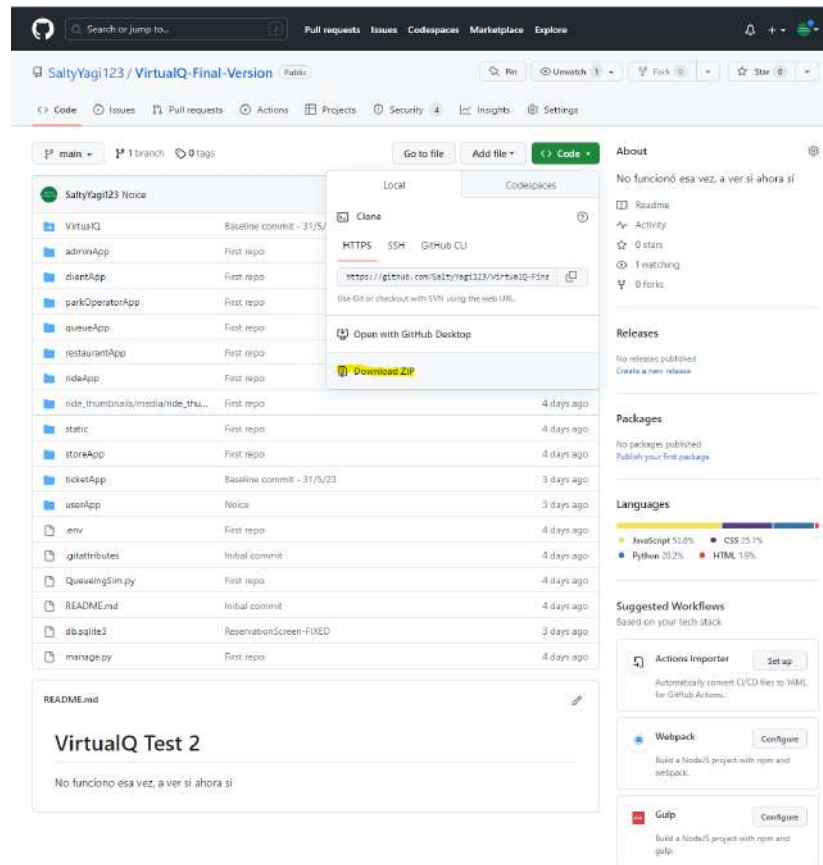 Search or jump to...
/
Pull requests Issues Codespaces Marketplace Explore
SaltyYagi123 / VirtualQ-Final-Version Public
Pin
Unwatch 1
Fork 0
Star 0
Code
Issues
Pull requests
Actions
Projects
Security 4
Insights
Settings
main
1 branch
0 tags
Go to file
Add file
Code
SaltyYagi123 Noice
VirtualQ Baseline commit - 31/5/
adminApp First repo
clientApp First repo
parkOperatorApp First repo
queueApp First repo
restaurantApp First repo
rideApp First repo
ride_thumbnails/media/ride_thu... First repo 4 days ago
static First repo 4 days ago
storeApp First repo 4 days ago
ticketApp Baseline commit - 31/5/23 3 days ago
userApp Noice 3 days ago
.env First repo 4 days ago
.gitattributes Initial commit 4 days ago
QueueingSim.py First repo 4 days ago
README.md Initial commit 4 days ago
db.sqlite3 ReservationScreen-FIXED 3 days ago
manage.py First repo 4 days ago
Local
Codespaces
Clone
HTTPS SSH GitHub CLI
https://github.com/SaltyYagi123/VirtualQ-Fina
Use Git or checkout with SVN using the web URL.
Open with GitHub Desktop
Download ZIP
README.md
VirtualQ Test 2
No funciono esa vez, a ver si ahora si
About
No funcionó esa vez, a ver si ahora sí
Readme
Activity
0 stars
1 watching
0 forks
Releases
No releases published
Create a new release
Packages
No packages published
Publish your first package
Languages
JavaScript 52.8% CSS 25.1%
Python 20.2% HTML 1.9%
Suggested Workflows
Based on your tech stack
Actions Importer
Set up
Automatically convert CI/CD files to YAML
for GitHub Actions.
Webpack
Configure
Build a NodeJS project with npm and
webpack.
Gulp
Configure
Build a NodeJS project with npm and
gulp.